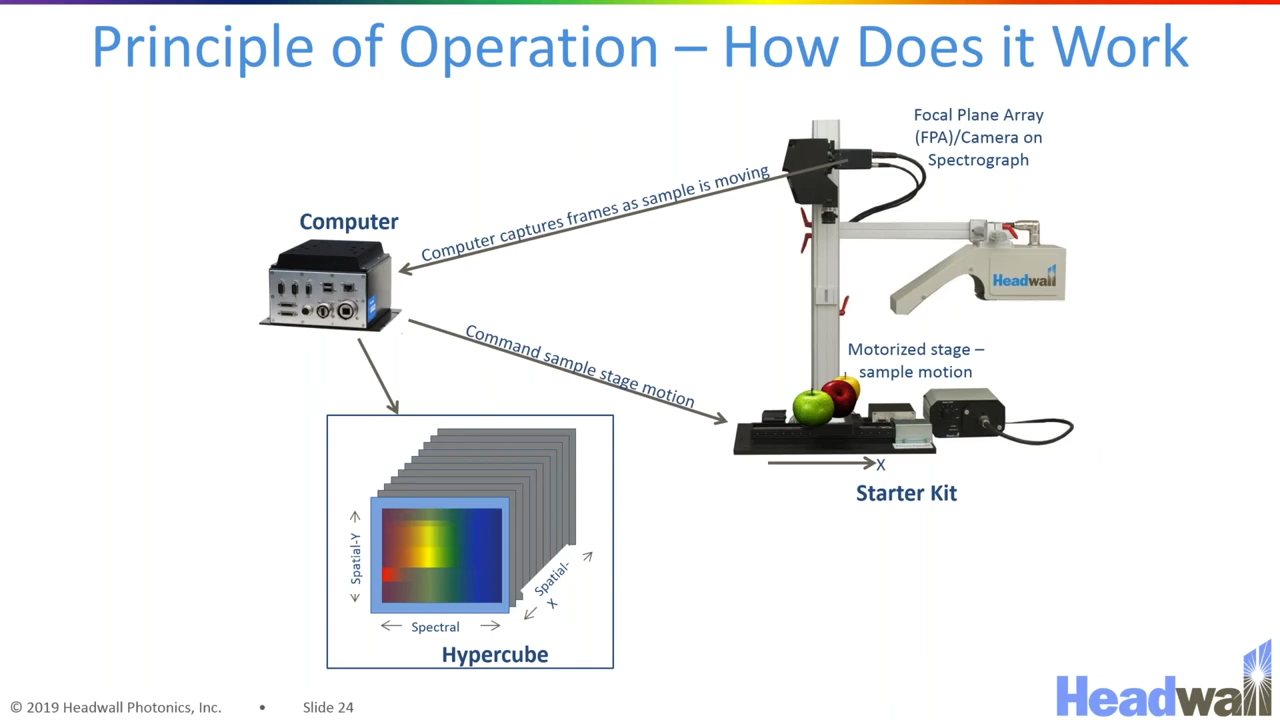 Principle of Operation – How Does it Work
Focal Plane Array
(FPA)/Camera on
Spectrograph
Computer captures frames as sample is moving
Computer
Headwall
Command sample stage motion
Motorized stage –
sample motion
X
Starter Kit
Spatial-Y
Spatial-
X
Spectral
Hypercube
© 2019 Headwall Photonics, Inc. • Slide 24
Headwall